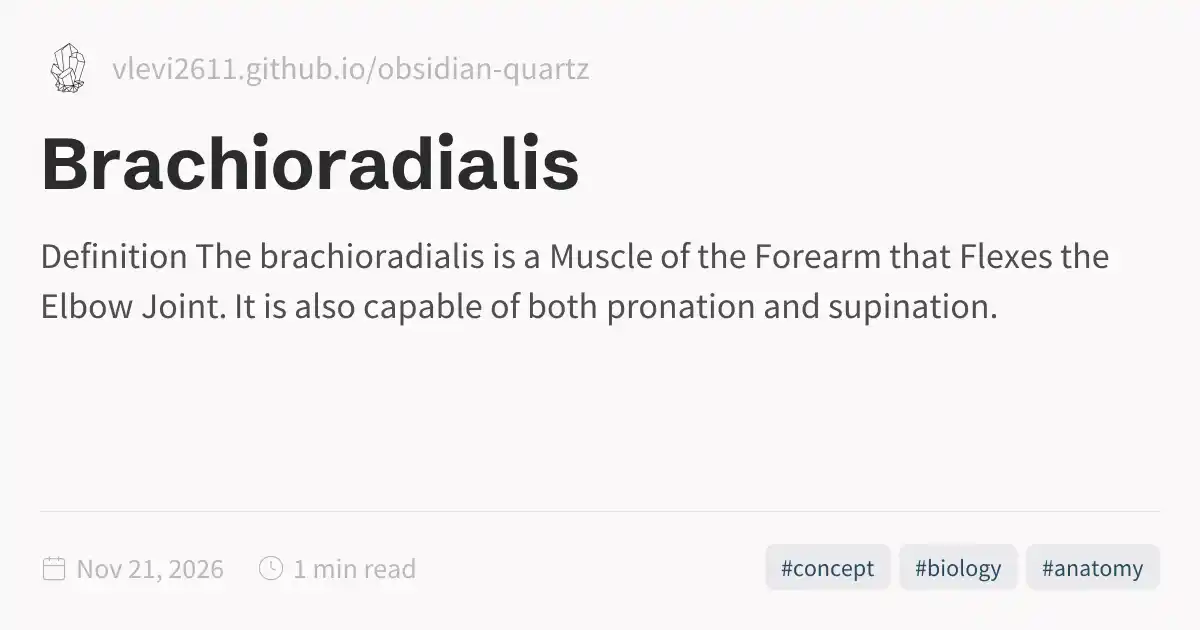 vlevi2611.github.io/obsidian-quartz
Brachioradialis
Definition The brachioradialis is a Muscle of the Forearm that Flexes the
Elbow Joint. It is also capable of both pronation and supination.
Nov 21, 2026 1 min read #concept #biology #anatomy